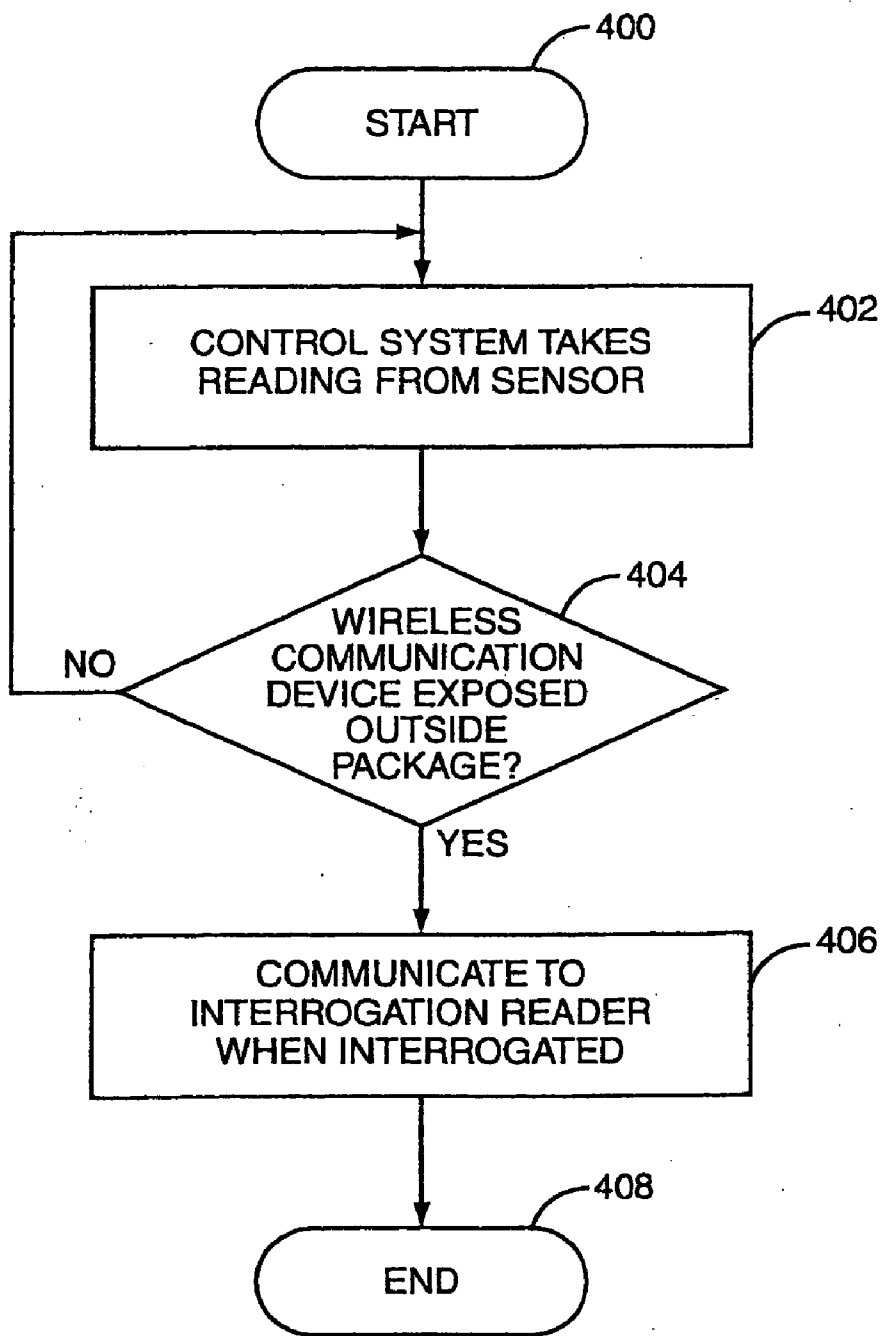 400
START
402
CONTROL SYSTEM TAKES
READING FROM SENSOR
404
WIRELESS
COMMUNICATION
DEVICE EXPOSED
OUTSIDE
PACKAGE?
NO
YES
406
COMMUNICATE TO
INTERROGATION READER
WHEN INTERROGATED
408
END